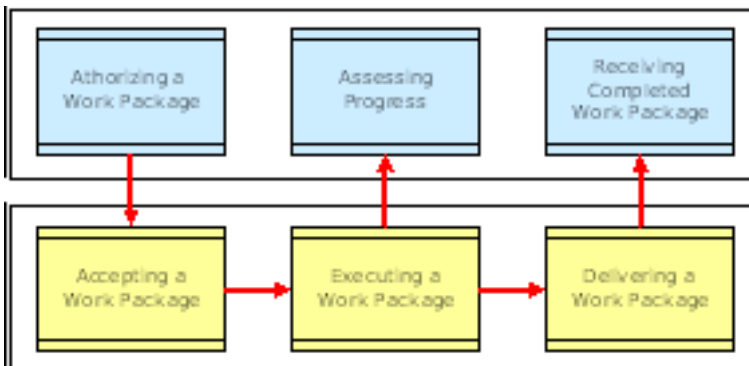 Athorizing a
Work Package
Assessing
Progress
Receiving
Completed
Work Package
Accepting a
Work Package
Executing a
Work Package
Delivering a
Work Package